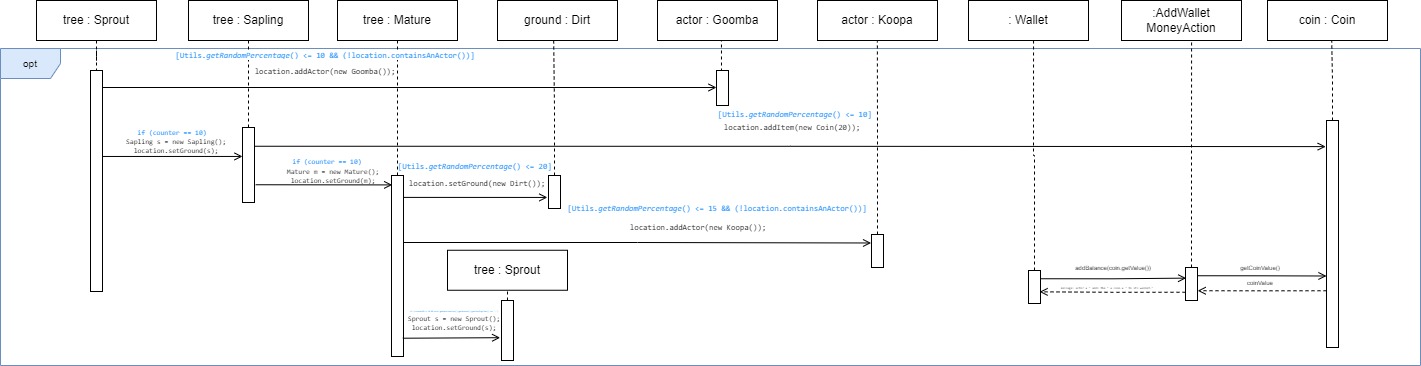 tree : Sprout
tree : Sapling
tree : Mature
ground : Dirt
actor : Goomba
actor : Koopa
: Wallet
:AddWallet
MoneyAction
coin : Coin
opt
[Utils.getRandomPercentage() <= 10 && (!location.containsAnActor())]
location.addActor(new Goomba());
[Utils.getRandomPercentage() <= 10]
location.addItem(new Coin(20));
if (counter == 10)
Sapling s = new Sapling();
location.setGround(s);
if (counter == 10)
Mature m = new Mature();
location.setGround(m);
[Utils.getRandomPercentage() <= 20]
location.setGround(new Dirt());
[Utils.getRandomPercentage() <= 15 && (!location.containsAnActor())]
location.addActor(new Koopa());
tree : Sprout
addBalance(coin.getValue())
getCoinValue()
coinValue
Sprout s = new Sprout();
location.setGround(s);